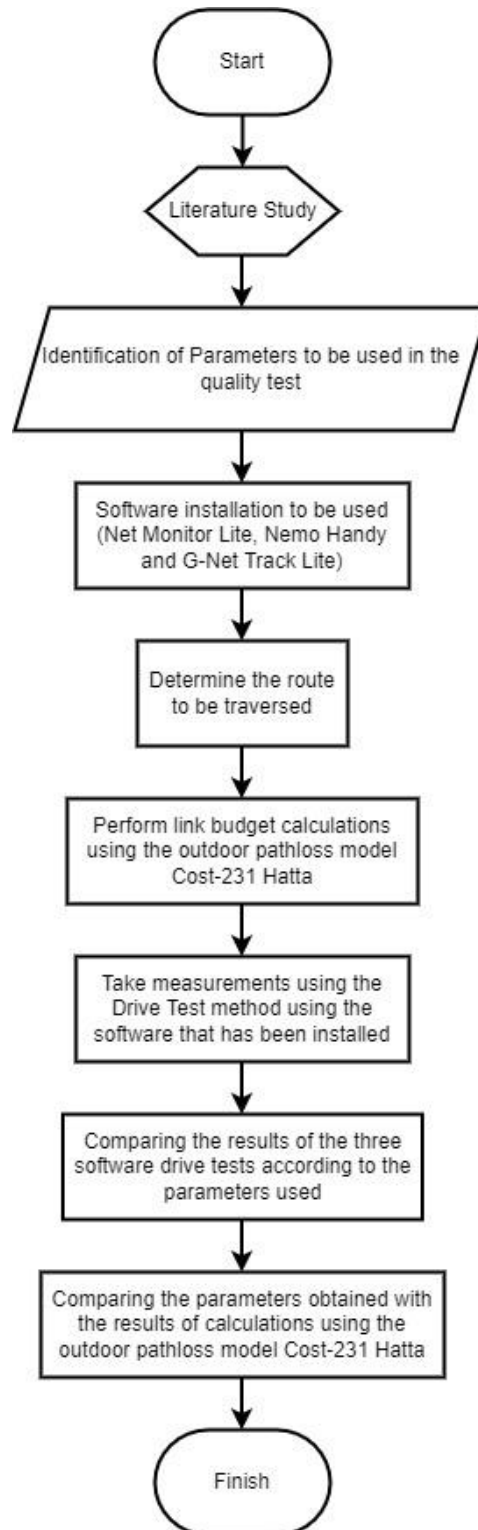 Start
Literature Study
Identification of Parameters to be used in the
quality test
Software installation to be used
(Net Monitor Lite, Nemo Handy
and G-Net Track Lite)
Determine the route
to be traversed
Perform link budget calculations
using the outdoor pathloss model
Cost-231 Hatta
Take measurements using the
Drive Test method using the
software that has been installed
Comparing the results of the three
software drive tests according to the
parameters used
Comparing the parameters obtained with
the results of calculations using the
outdoor pathloss model Cost-231 Hatta
Finish